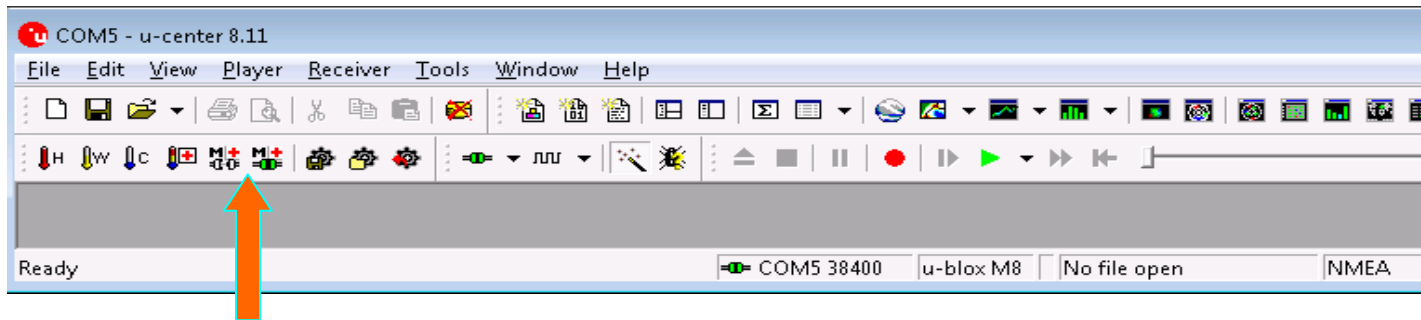 COM5 - u-center 8.11
File Edit View Player Receiver Tools Window Help
H W C
Ready COM5 38400 u-blox M8 No file open NMEA